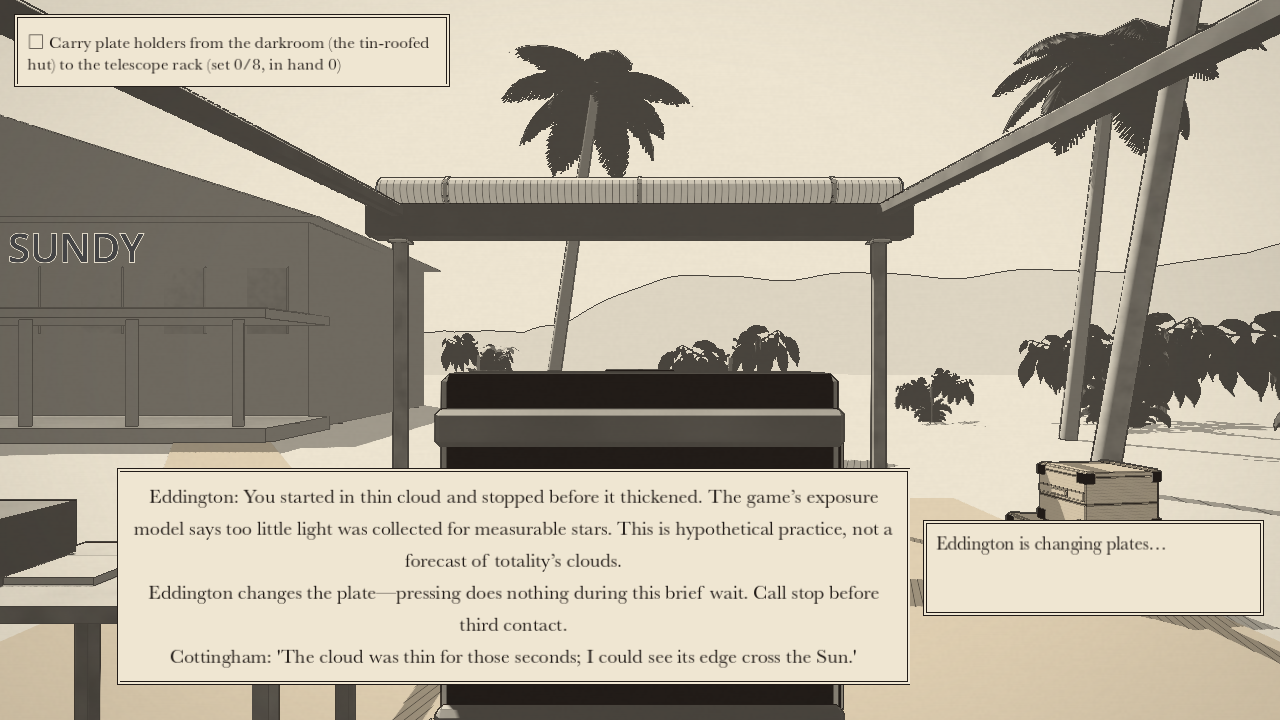 ☐ Carry plate holders from the darkroom (the tin-roofed
hut) to the telescope rack (set 0/8, in hand 0)
SUNDY
Eddington: You started in thin cloud and stopped before it thickened. The game’s exposure
model says too little light was collected for measurable stars. This is hypothetical practice, not a
forecast of totality’s clouds.
Eddington changes the plate—pressing does nothing during this brief wait. Call stop before
third contact.
Cottingham: 'The cloud was thin for those seconds; I could see its edge cross the Sun.'
Eddington is changing plates…